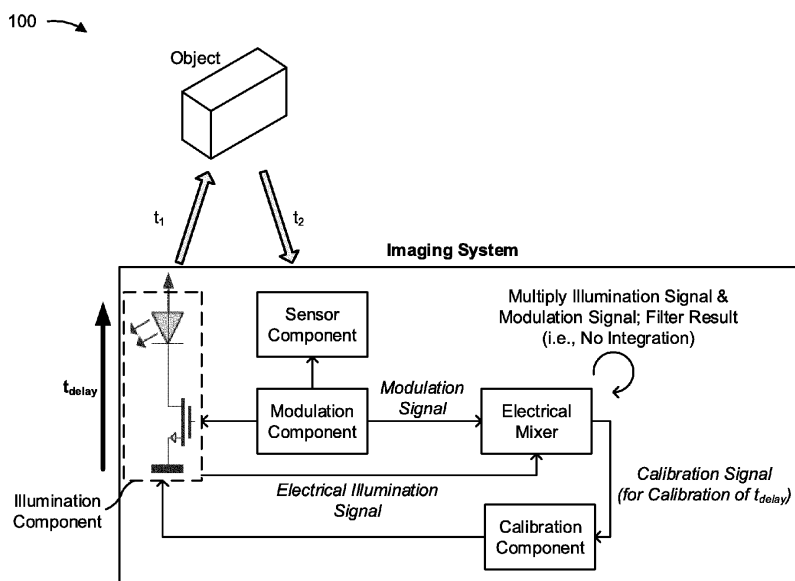 100
Object
t1
t2
Imaging System
Sensor
Component
Multiply Illumination Signal &
Modulation Signal; Filter Result
(i.e., No Integration)
tdelay
Modulation
Component
Modulation
Signal
Electrical
Mixer
Illumination
Component
Electrical Illumination
Signal
Calibration Signal
(for Calibration of tdelay)
Calibration
Component